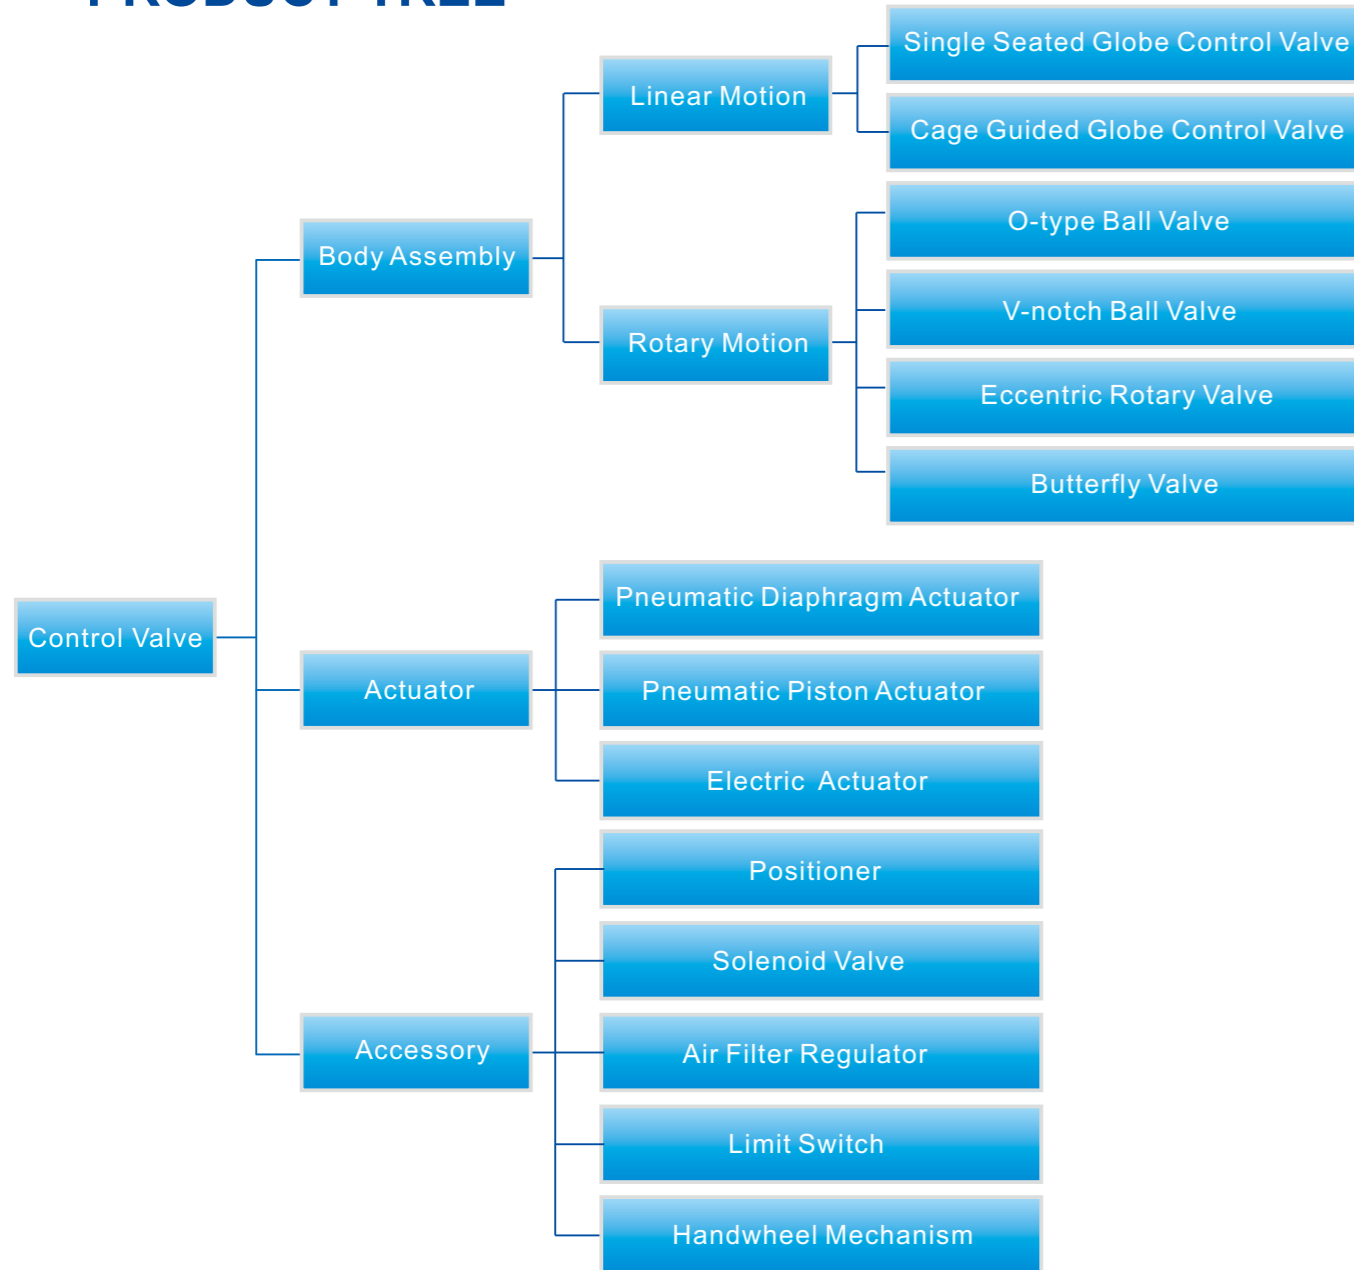 PRODUCT TREE
Single Seated Globe Control Valve
Linear Motion
Cage Guided Globe Control Valve
O-type Ball Valve
Body Assembly
V-notch Ball Valve
Rotary Motion
Eccentric Rotary Valve
Butterfly Valve
Pneumatic Diaphragm Actuator
Control Valve
Actuator
Pneumatic Piston Actuator
Electric Actuator
Positioner
Solenoid Valve
Accessory
Air Filter Regulator
Limit Switch
Handwheel Mechanism